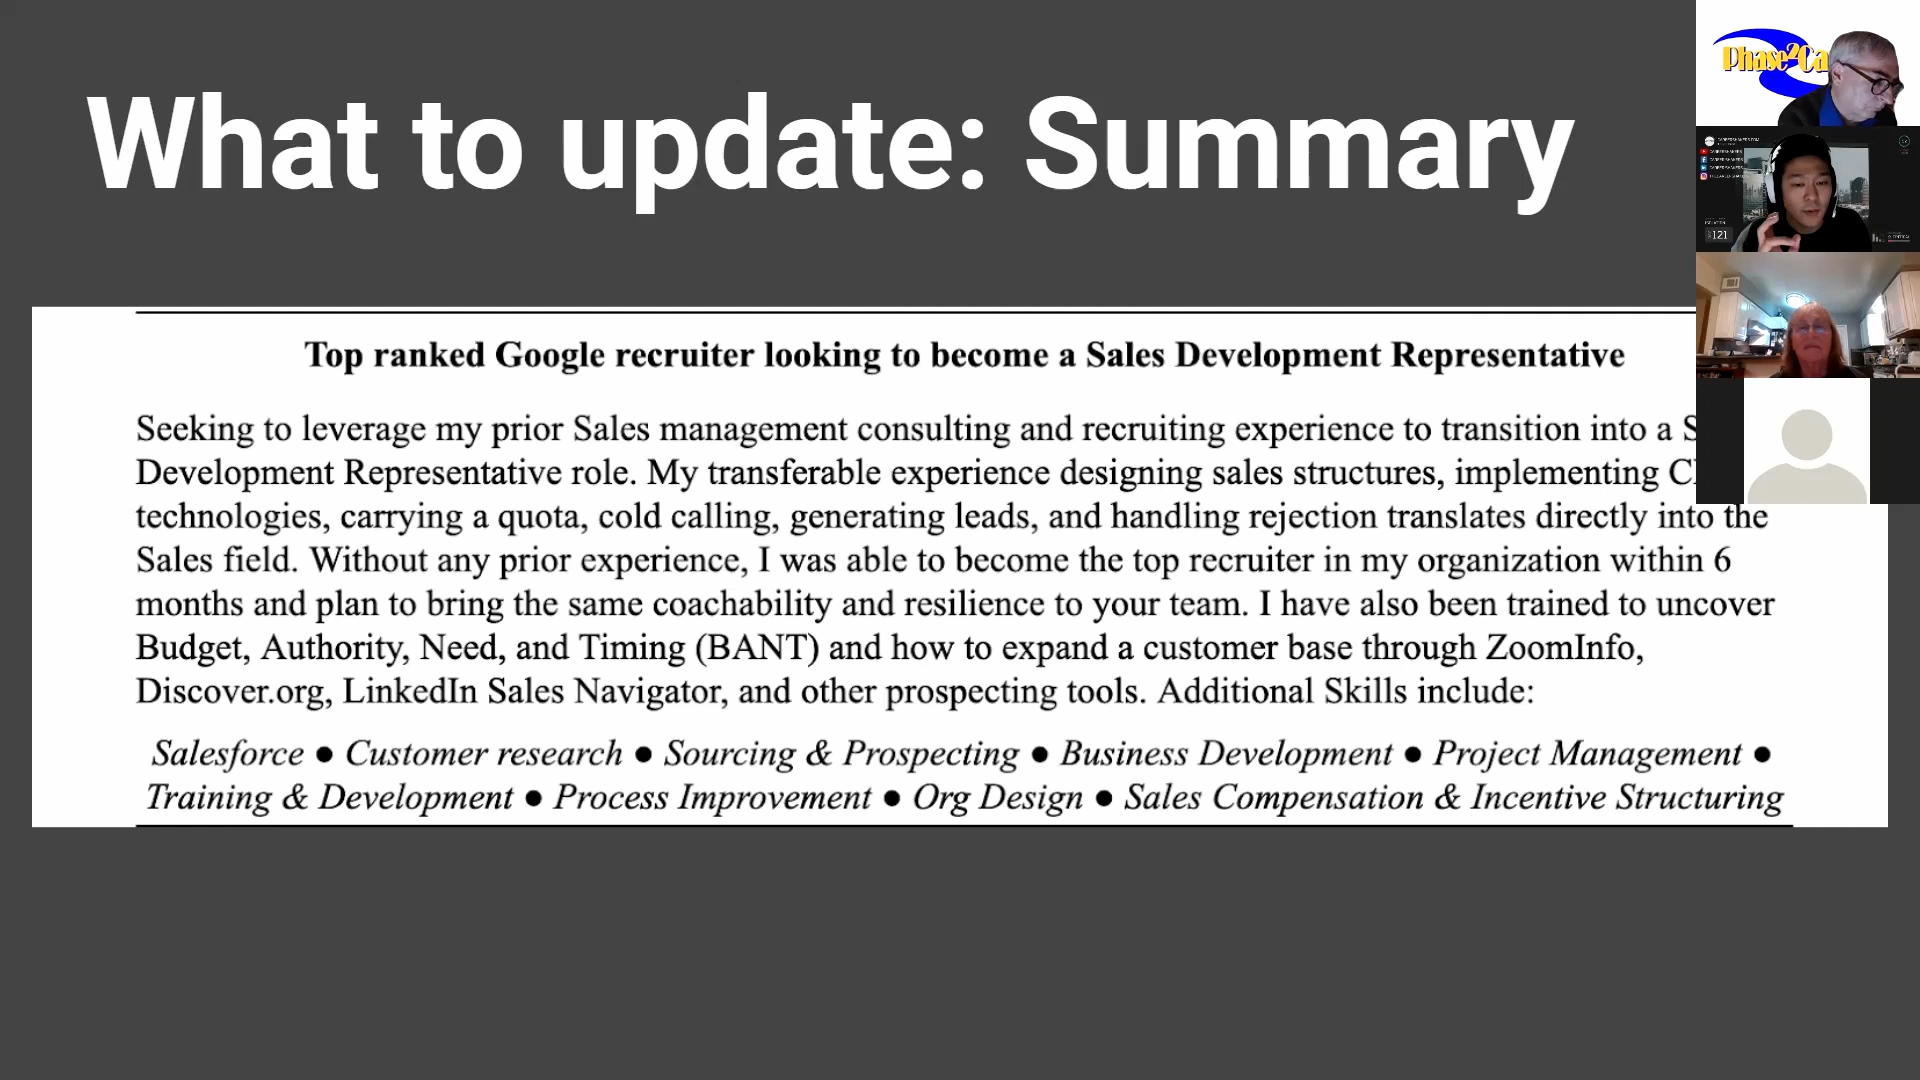 What to update: Summary
Top ranked Google recruiter looking to become a Sales Development Representative
Seeking to leverage my prior Sales management consulting and recruiting experience to transition into a S
Development Representative role. My transferable experience designing sales structures, implementing C
technologies, carrying a quota, cold calling, generating leads, and handling rejection translates directly into the
Sales field. Without any prior experience, I was able to become the top recruiter in my organization within 6
months and plan to bring the same coachability and resilience to your team. I have also been trained to uncover
Budget, Authority, Need, and Timing (BANT) and how to expand a customer base through ZoomInfo,
Discover.org, LinkedIn Sales Navigator, and other prospecting tools. Additional Skills include:
Salesforce ● Customer research ● Sourcing & Prospecting ● Business Development ● Project Management ●
Training & Development ● Process Improvement ● Org Design ● Sales Compensation & Incentive Structuring
Phase2Ca
121